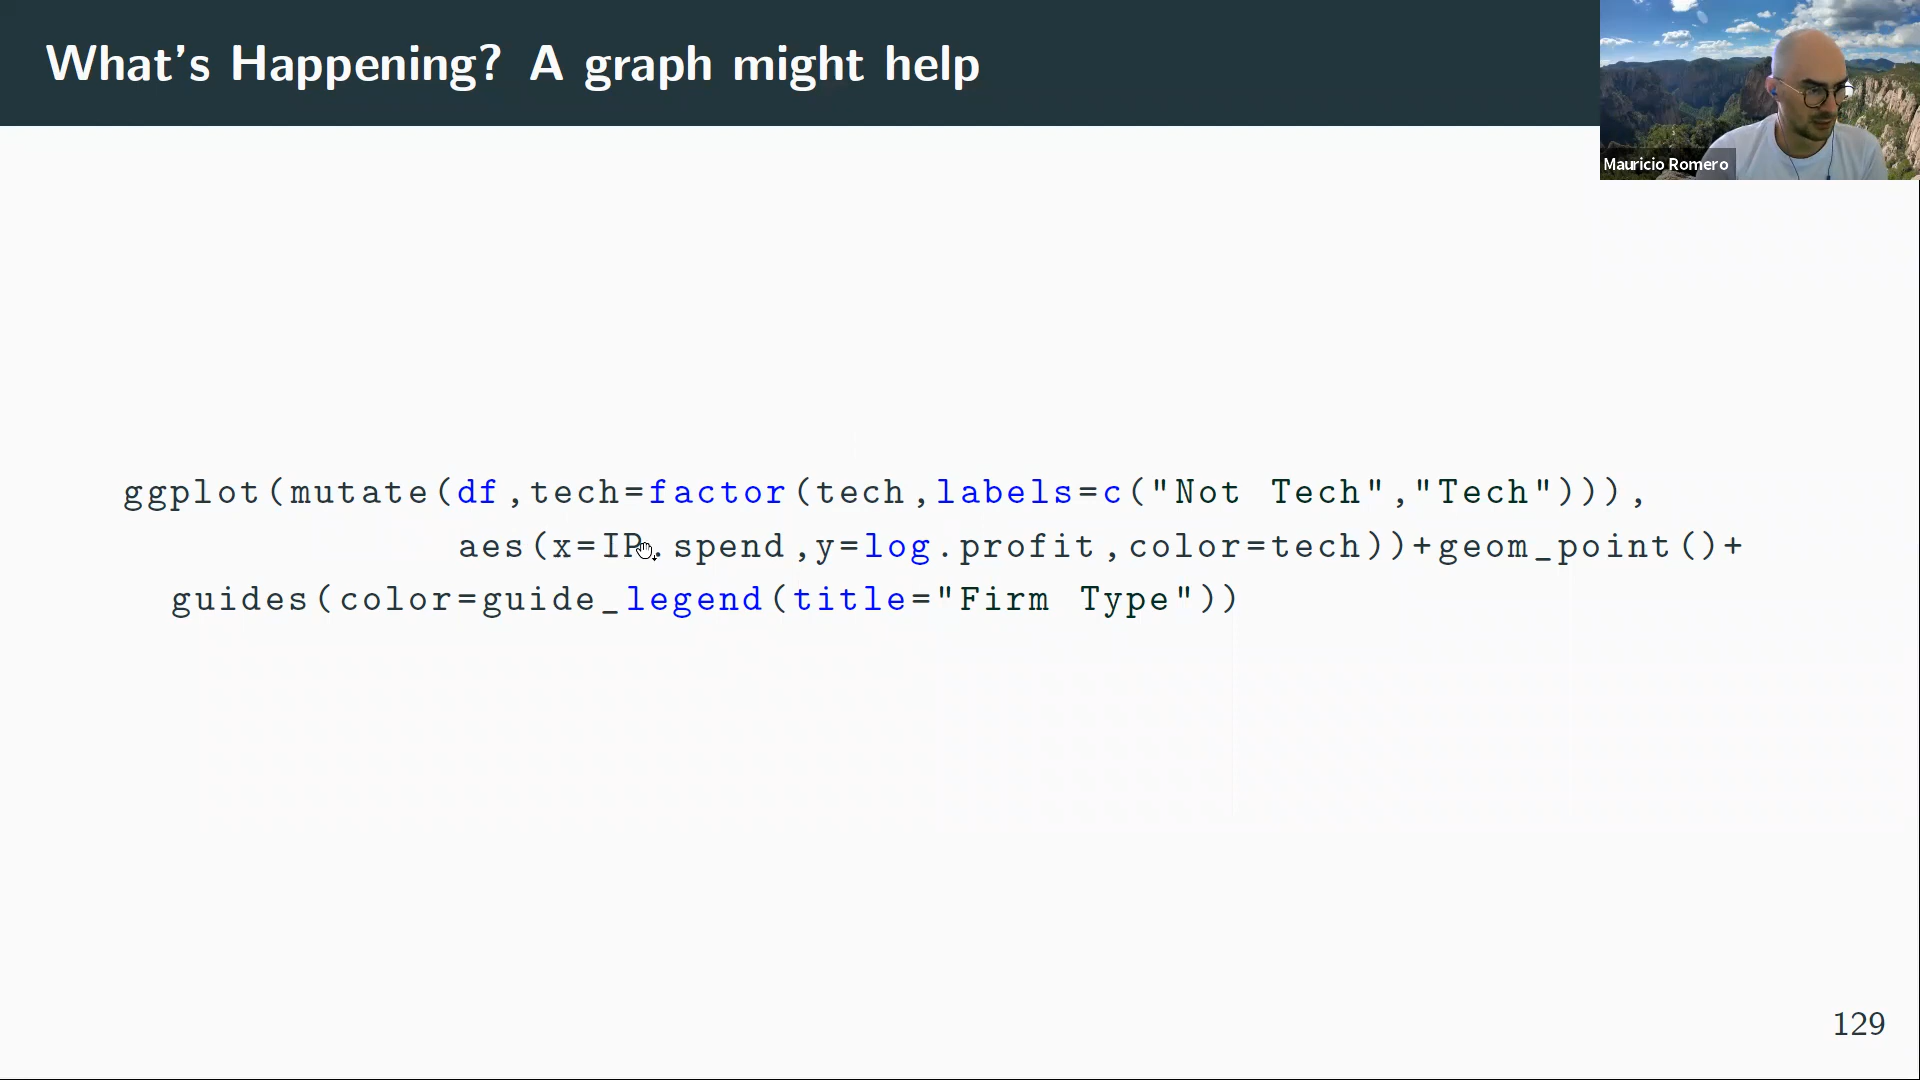 What's Happening? A graph might help
Mauricio Romero
ggplot(mutate(df,tech=factor(tech,labels=c("Not Tech","Tech"))),
aes(x=IP.spend,y=log.profit,color=tech))+geom_point()+
guides(color=guide_legend(title="Firm Type"))
129